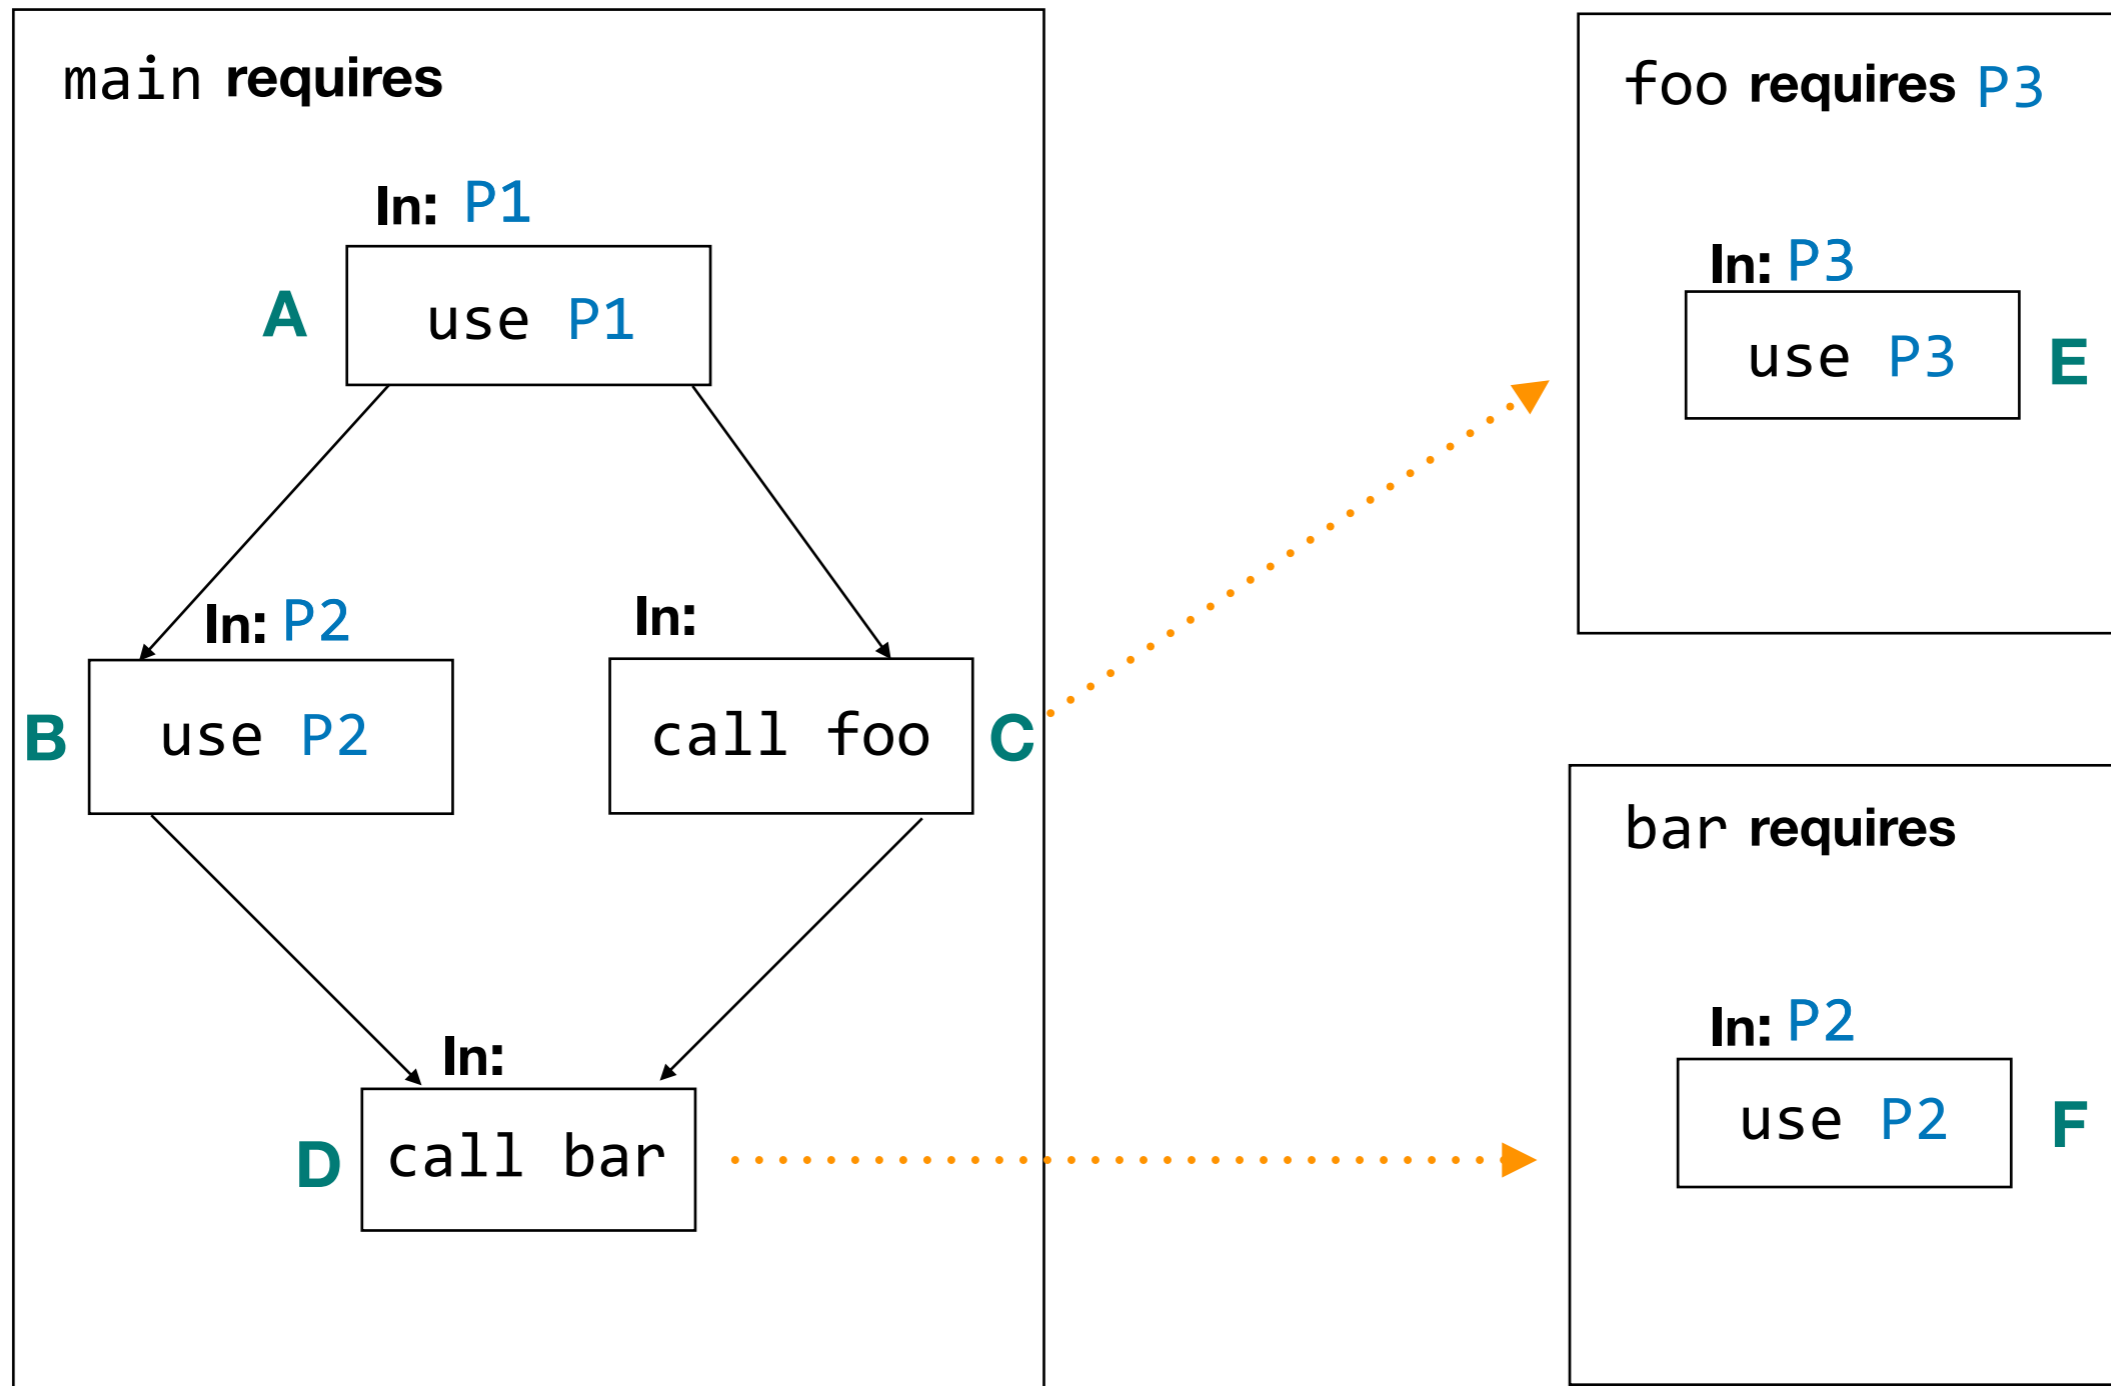 main requires
In: P1
A
use P1
In: P2
B
use P2
In:
call foo
C
In:
D
call bar
foo requires P3
In: P3
use P3
E
bar requires
In: P2
use P2
F